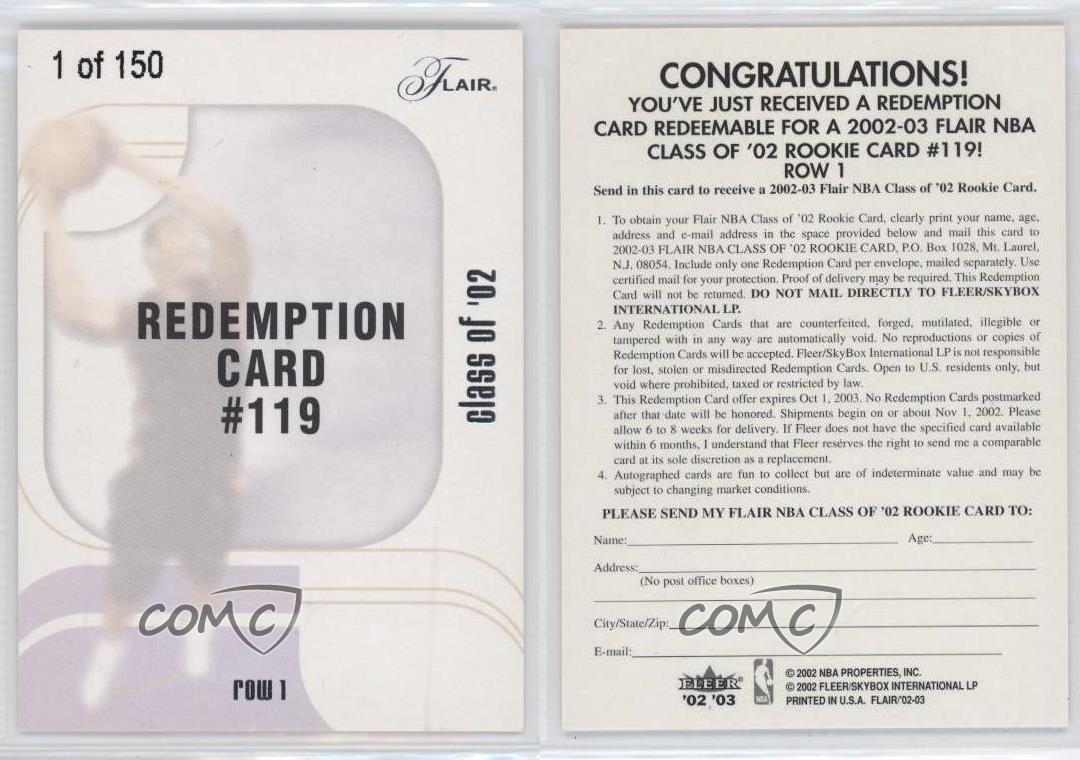 1 of 150
FLAIR
REDEMPTION
CARD
#119
class of '02
COMC
row 1
CONGRATULATIONS!
YOU'VE JUST RECEIVED A REDEMPTION
CARD REDEEMABLE FOR A 2002-03 FLAIR NBA
CLASS OF '02 ROOKIE CARD #119!
ROW 1
Send in this card to receive a 2002-03 Flair NBA Class of '02 Rookie Card.
1. To obtain your Flair NBA Class of '02 Rookie Card, clearly print your name, age,
address and e-mail address in the space provided below and mail this card to
2002-03 FLAIR NBA CLASS OF '02 ROOKIE CARD, P.O. Box 1028, Mt. Laurel,
N.J. 08054. Include only one Redemption Card per envelope, mailed separately. Use
certified mail for your protection. Proof of delivery may be required. This Redemption
Card will not be returned. DO NOT MAIL DIRECTLY TO FLEER/SKYBOX
INTERNATIONAL LP.
2. Any Redemption Cards that are counterfeited, forged, mutilated, illegible or
tampered with in any way are automatically void. No reproductions or copies of
Redemption Cards will be accepted. Fleer/SkyBox International LP is not responsible
for lost, stolen or misdirected Redemption Cards. Open to U.S. residents only, but
void where prohibited, taxed or restricted by law.
3. This Redemption Card offer expires Oct 1, 2003. No Redemption Cards postmarked
after that date will be honored. Shipments begin on or about Nov 1, 2002. Please
allow 6 to 8 weeks for delivery. If Fleer does not have the specified card available
within 6 months, I understand that Fleer reserves the right to send me a comparable
card at its sole discretion as a replacement.
4. Autographed cards are fun to collect but are of indeterminate value and may be
subject to changing market conditions.
PLEASE SEND MY FLAIR NBA CLASS OF '02 ROOKIE CARD TO:
Name: Age:
Address:
(No post office boxes)
City/State/Zip:
COMC
E-mail:
FLEER
'02 '03
NBA
© 2002 NBA PROPERTIES, INC.
© 2002 FLEER/SKYBOX INTERNATIONAL LP
PRINTED IN U.S.A. FLAIR/'02-03